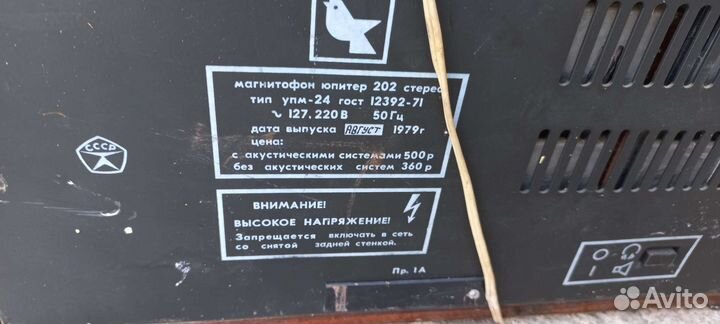 магнитофон юпитер 202 стерео
тип упм-24 гост 12392-71
~ 127, 220 В 50 Гц
дата выпуска АВГУСТ 1979г
цена:
с акустическими системами 500 р
без акустических систем 360 р
СССР
ВНИМАНИЕ!
ВЫСОКОЕ НАПРЯЖЕНИЕ!
Запрещается включать в сеть
со снятой задней стенкой.
Пр. 1А
Avito